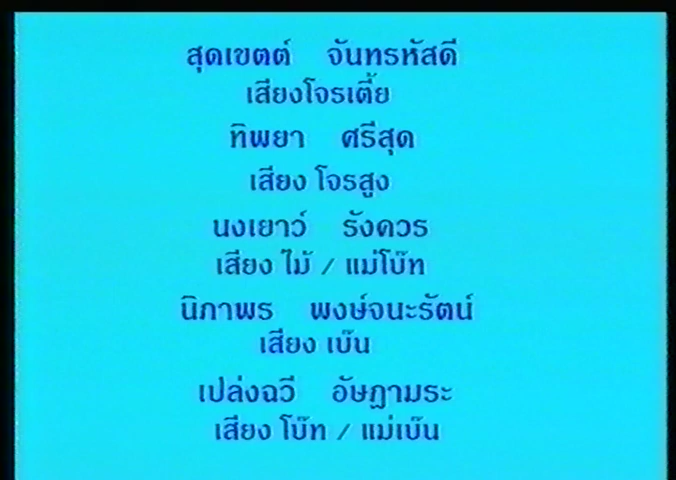 สุดเขตต์ จันทรหัสดี
เสียงโจรเตี้ย
ทิพยา ศรีสุด
เสียง โจรสูง
นงเยาว์ รังควร
เสียง ไม้ / แม่โบ๊ท
นิภาพร พงษ์จนะรัตน์
เสียง เบ๊น
เปล่งฉวี อัษฎามระ
เสียง โบ๊ท / แม่เบ๊น